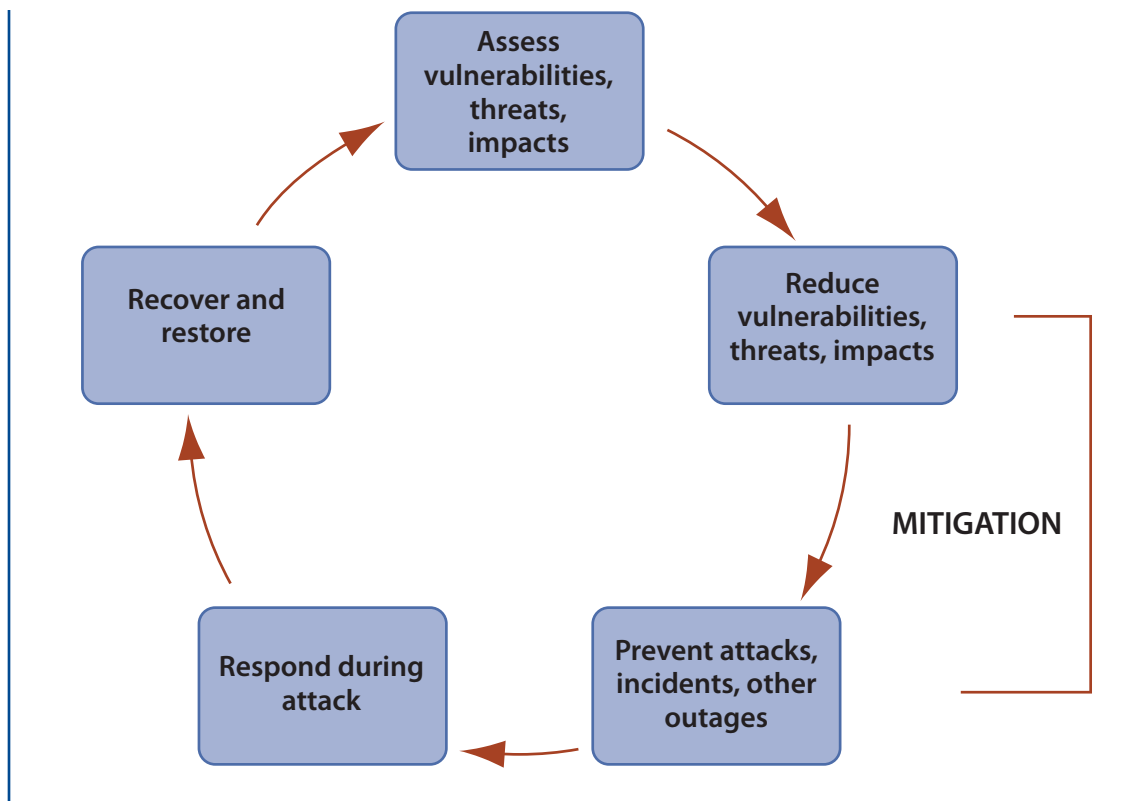 Assess
vulnerabilities,
threats,
impacts
Reduce
vulnerabilities,
threats, impacts
MITIGATION
Prevent attacks,
incidents, other
outages
Respond during
attack
Recover and
restore